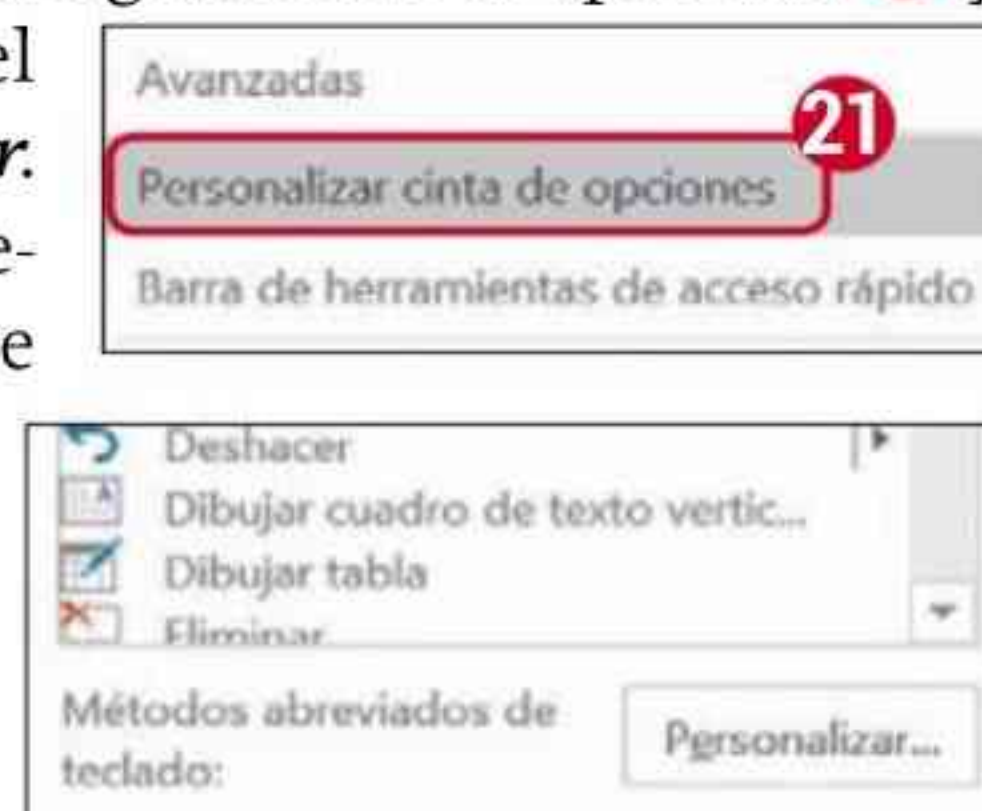 el
r.
e-
e
Avanzadas
21
Personalizar cinta de opciones
Barra de herramientas de acceso rápido
Deshacer
Dibujar cuadro de texto vertic...
Dibujar tabla
Eliminar
Métodos abreviados de
teclado:
Personalizar...